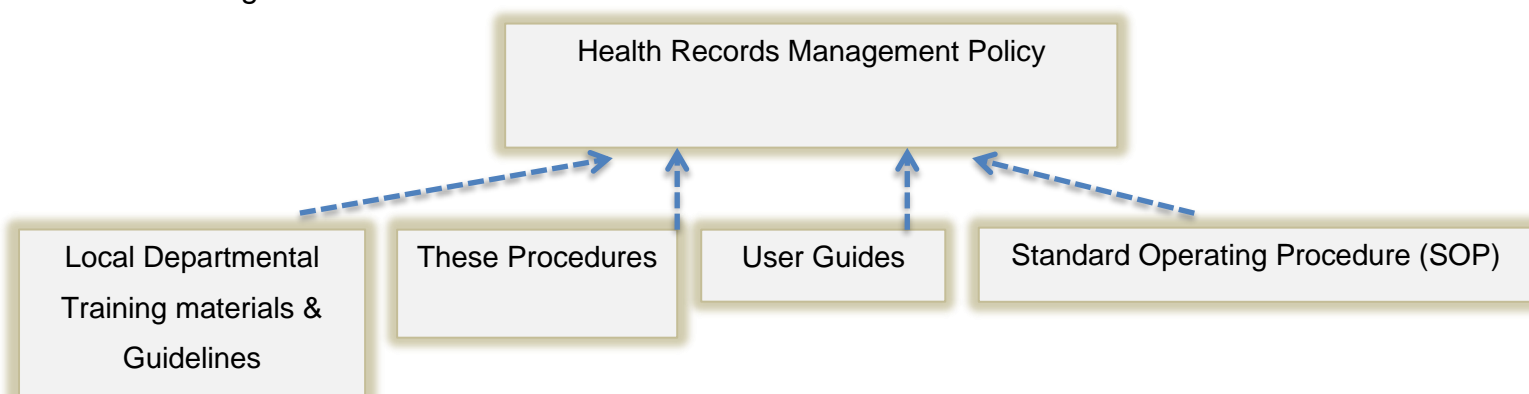 Health Records Management Policy
Local Departmental
Training materials &
Guidelines
These Procedures
User Guides
Standard Operating Procedure (SOP)